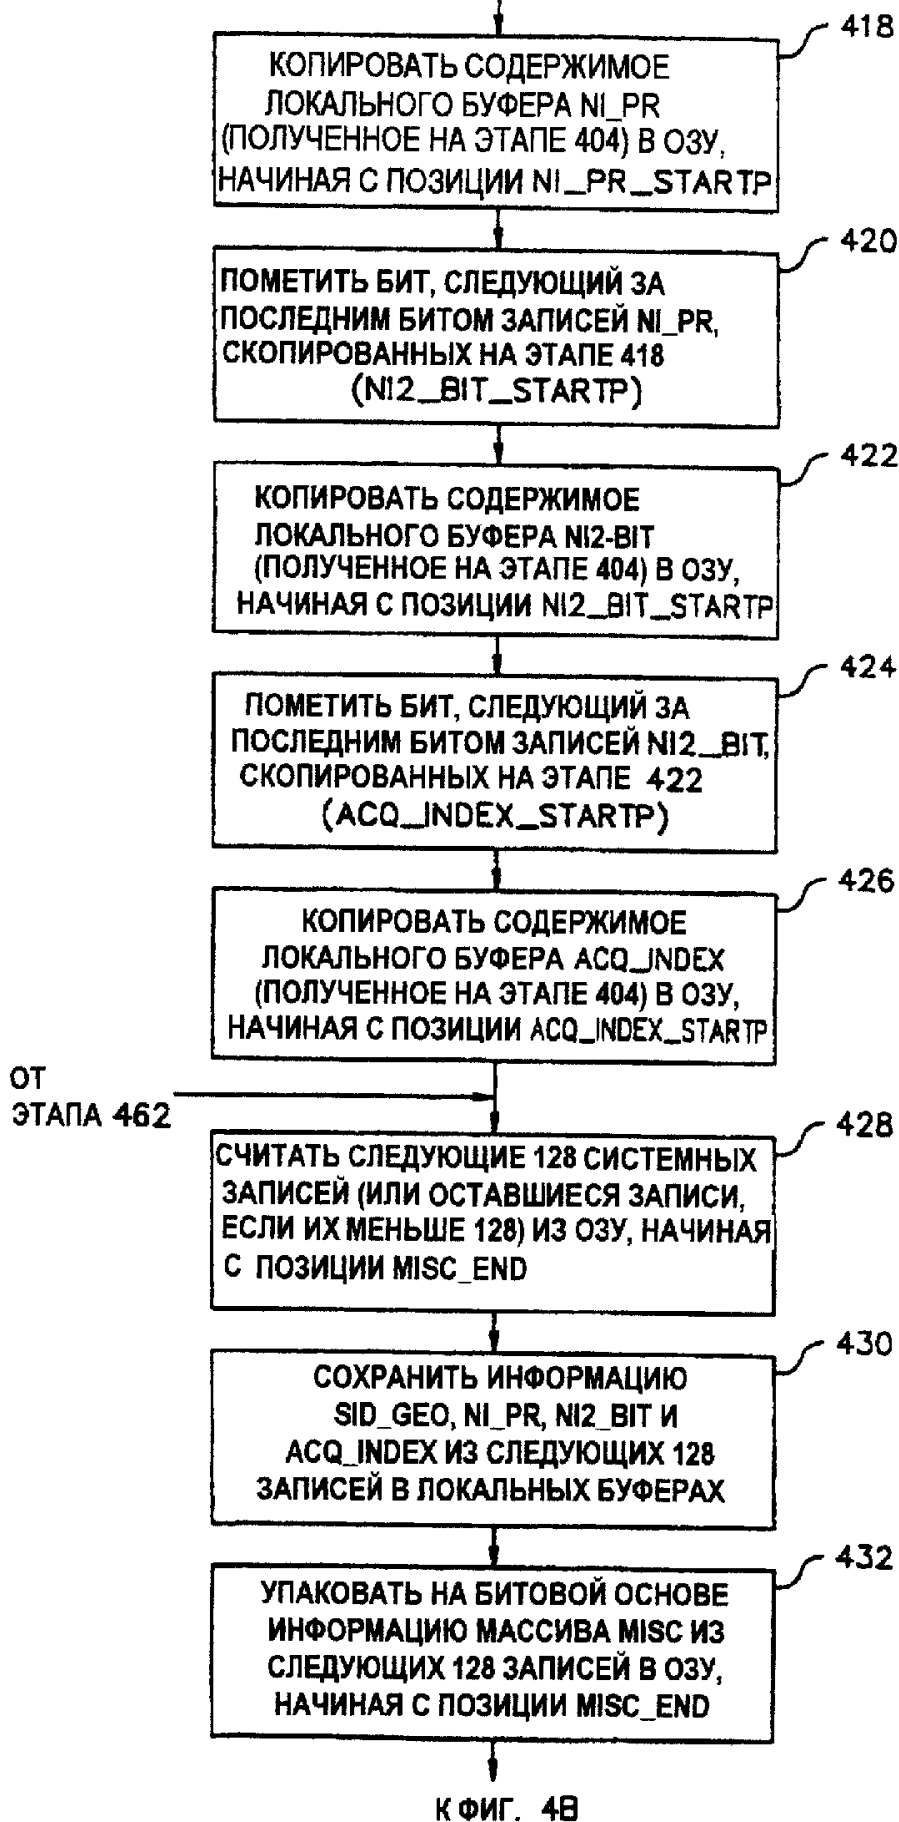 418
КОПИРОВАТЬ СОДЕРЖИМОЕ
ЛОКАЛЬНОГО БУФЕРА NI_PR
(ПОЛУЧЕННОЕ НА ЭТАПЕ 404) В ОЗУ,
НАЧИНАЯ С ПОЗИЦИИ NI_PR_STARTP
420
ПОМЕТИТЬ БИТ, СЛЕДУЮЩИЙ ЗА
ПОСЛЕДНИМ БИТОМ ЗАПИСЕЙ NI_PR,
СКОПИРОВАННЫХ НА ЭТАПЕ 418
(NI2_BIT_STARTP)
422
КОПИРОВАТЬ СОДЕРЖИМОЕ
ЛОКАЛЬНОГО БУФЕРА NI2-BIT
(ПОЛУЧЕННОЕ НА ЭТАПЕ 404) В ОЗУ,
НАЧИНАЯ С ПОЗИЦИИ NI2_BIT_STARTP
424
ПОМЕТИТЬ БИТ, СЛЕДУЮЩИЙ ЗА
ПОСЛЕДНИМ БИТОМ ЗАПИСЕЙ NI2_BIT,
СКОПИРОВАННЫХ НА ЭТАПЕ 422
(ACQ_INDEX_STARTP)
426
КОПИРОВАТЬ СОДЕРЖИМОЕ
ЛОКАЛЬНОГО БУФЕРА ACQ_INDEX
(ПОЛУЧЕННОЕ НА ЭТАПЕ 404) В ОЗУ,
НАЧИНАЯ С ПОЗИЦИИ ACQ_INDEX_STARTP
ОТ
ЭТАПА 462
428
СЧИТАТЬ СЛЕДУЮЩИЕ 128 СИСТЕМНЫХ
ЗАПИСЕЙ (ИЛИ ОСТАВШИЕСЯ ЗАПИСИ,
ЕСЛИ ИХ МЕНЬШЕ 128) ИЗ ОЗУ, НАЧИНАЯ
С ПОЗИЦИИ MISC_END
430
СОХРАНИТЬ ИНФОРМАЦИЮ
SID_GEO, NI_PR, NI2_BIT И
ACQ_INDEX ИЗ СЛЕДУЮЩИХ 128
ЗАПИСЕЙ В ЛОКАЛЬНЫХ БУФЕРАХ
432
УПАКОВАТЬ НА БИТОВОЙ ОСНОВЕ
ИНФОРМАЦИЮ МАССИВА MISC ИЗ
СЛЕДУЮЩИХ 128 ЗАПИСЕЙ В ОЗУ,
НАЧИНАЯ С ПОЗИЦИИ MISC_END
К ФИГ. 4В